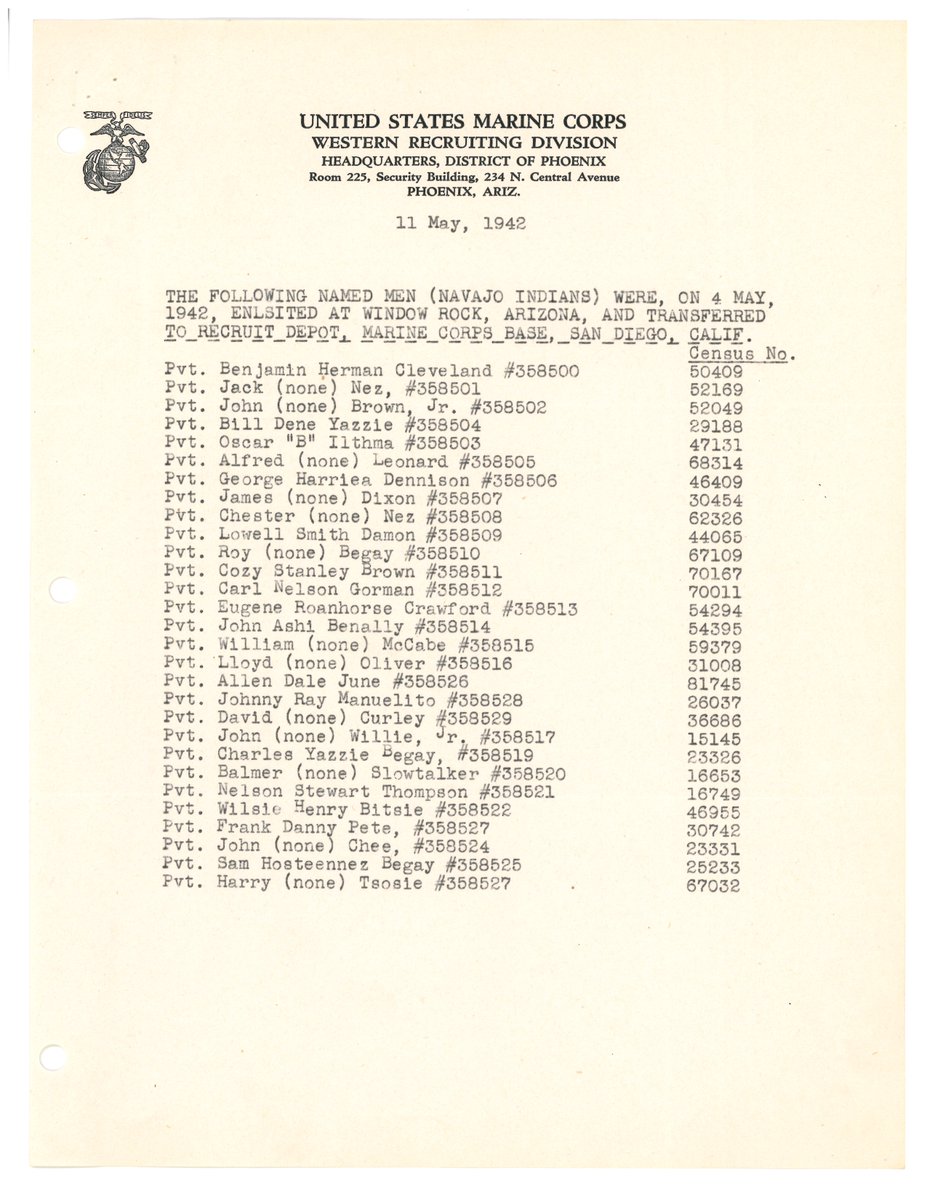 SEMPER FIDELIS
UNITED STATES MARINE CORPS
WESTERN RECRUITING DIVISION
HEADQUARTERS, DISTRICT OF PHOENIX
Room 225, Security Building, 234 N. Central Avenue
PHOENIX, ARIZ.
11 May, 1942
THE FOLLOWING NAMED MEN (NAVAJO INDIANS) WERE, ON 4 MAY,
1942, ENLSITED AT WINDOW ROCK, ARIZONA, AND TRANSFERRED
TO RECRUIT DEPOT, MARINE CORPS BASE, SAN DIEGO, CALIF.
Census No.
Pvt. Benjamin Herman Cleveland #358500 50409
Pvt. Jack (none) Nez, #358501 52169
Pvt. John (none) Brown, Jr. #358502 52049
Pvt. Bill Dene Yazzie #358504 29188
Pvt. Oscar "B" Ilthma #358503 47131
Pvt. Alfred (none) Leonard #358505 68314
Pvt. George Harriea Dennison #358506 46409
Pvt. James (none) Dixon #358507 30454
Pvt. Chester (none) Nez #358508 62326
Pvt. Lowell Smith Damon #358509 44065
Pvt. Roy (none) Begay #358510 67109
Pvt. Cozy Stanley Brown #358511 70167
Pvt. Carl Nelson Gorman #358512 70011
Pvt. Eugene Roanhorse Crawford #358513 54294
Pvt. John Ashi Benally #358514 54395
Pvt. William (none) McCabe #358515 59379
Pvt. Lloyd (none) Oliver #358516 31008
Pvt. Allen Dale June #358526 81745
Pvt. Johnny Ray Manuelito #358528 26037
Pvt. David (none) Curley #358529 36686
Pvt. John (none) Willie, Jr. #358517 15145
Pvt. Charles Yazzie Begay, #358519 23326
Pvt. Balmer (none) Slowtalker #358520 16653
Pvt. Nelson Stewart Thompson #358521 16749
Pvt. Wilsie Henry Bitsie #358522 46955
Pvt. Frank Danny Pete, #358527 30742
Pvt. John (none) Chee, #358524 23331
Pvt. Sam Hosteennez Begay #358525 25233
Pvt. Harry (none) Tsosie #358527 67032